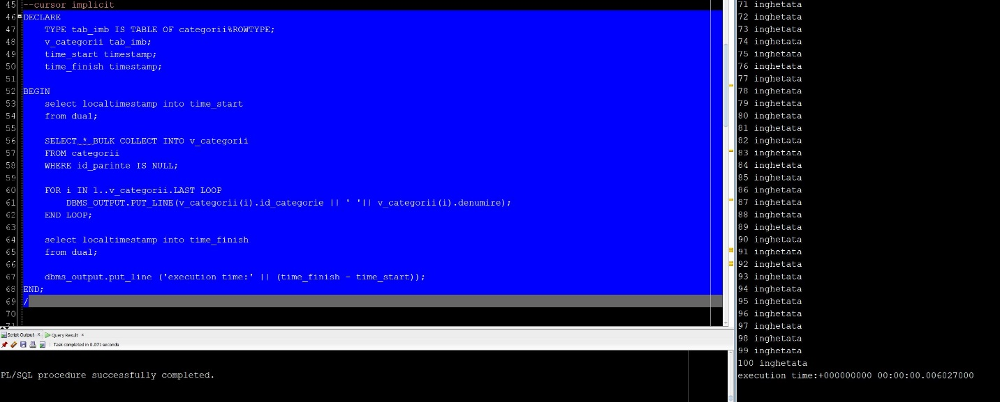 45 --cursor implicit
46 DECLARE
47 TYPE tab_imb IS TABLE OF categorii%ROWTYPE;
48 v_categorii tab_imb;
49 time_start timestamp;
50 time_finish timestamp;
51
52 BEGIN
53 select localtimestamp into time_start
54 from dual;
55
56 SELECT * BULK COLLECT INTO v_categorii
57 FROM categorii
58 WHERE id_parinte IS NULL;
59
60 FOR i IN 1..v_categorii.LAST LOOP
61 DBMS_OUTPUT.PUT_LINE(v_categorii(i).id_categorie || ' '|| v_categorii(i).denumire);
62 END LOOP;
63
64 select localtimestamp into time_finish
65 from dual;
66
67 dbms_output.put_line ('execution time:' || (time_finish - time_start));
68 END;
69 /
70
71
Script Output x Query Result x
Task completed in 0.071 seconds
PL/SQL procedure successfully completed.
71 inghetata
72 inghetata
73 inghetata
74 inghetata
75 inghetata
76 inghetata
77 inghetata
78 inghetata
79 inghetata
80 inghetata
81 inghetata
82 inghetata
83 inghetata
84 inghetata
85 inghetata
86 inghetata
87 inghetata
88 inghetata
89 inghetata
90 inghetata
91 inghetata
92 inghetata
93 inghetata
94 inghetata
95 inghetata
96 inghetata
97 inghetata
98 inghetata
99 inghetata
100 inghetata
execution time:+000000000 00:00:00.006027000